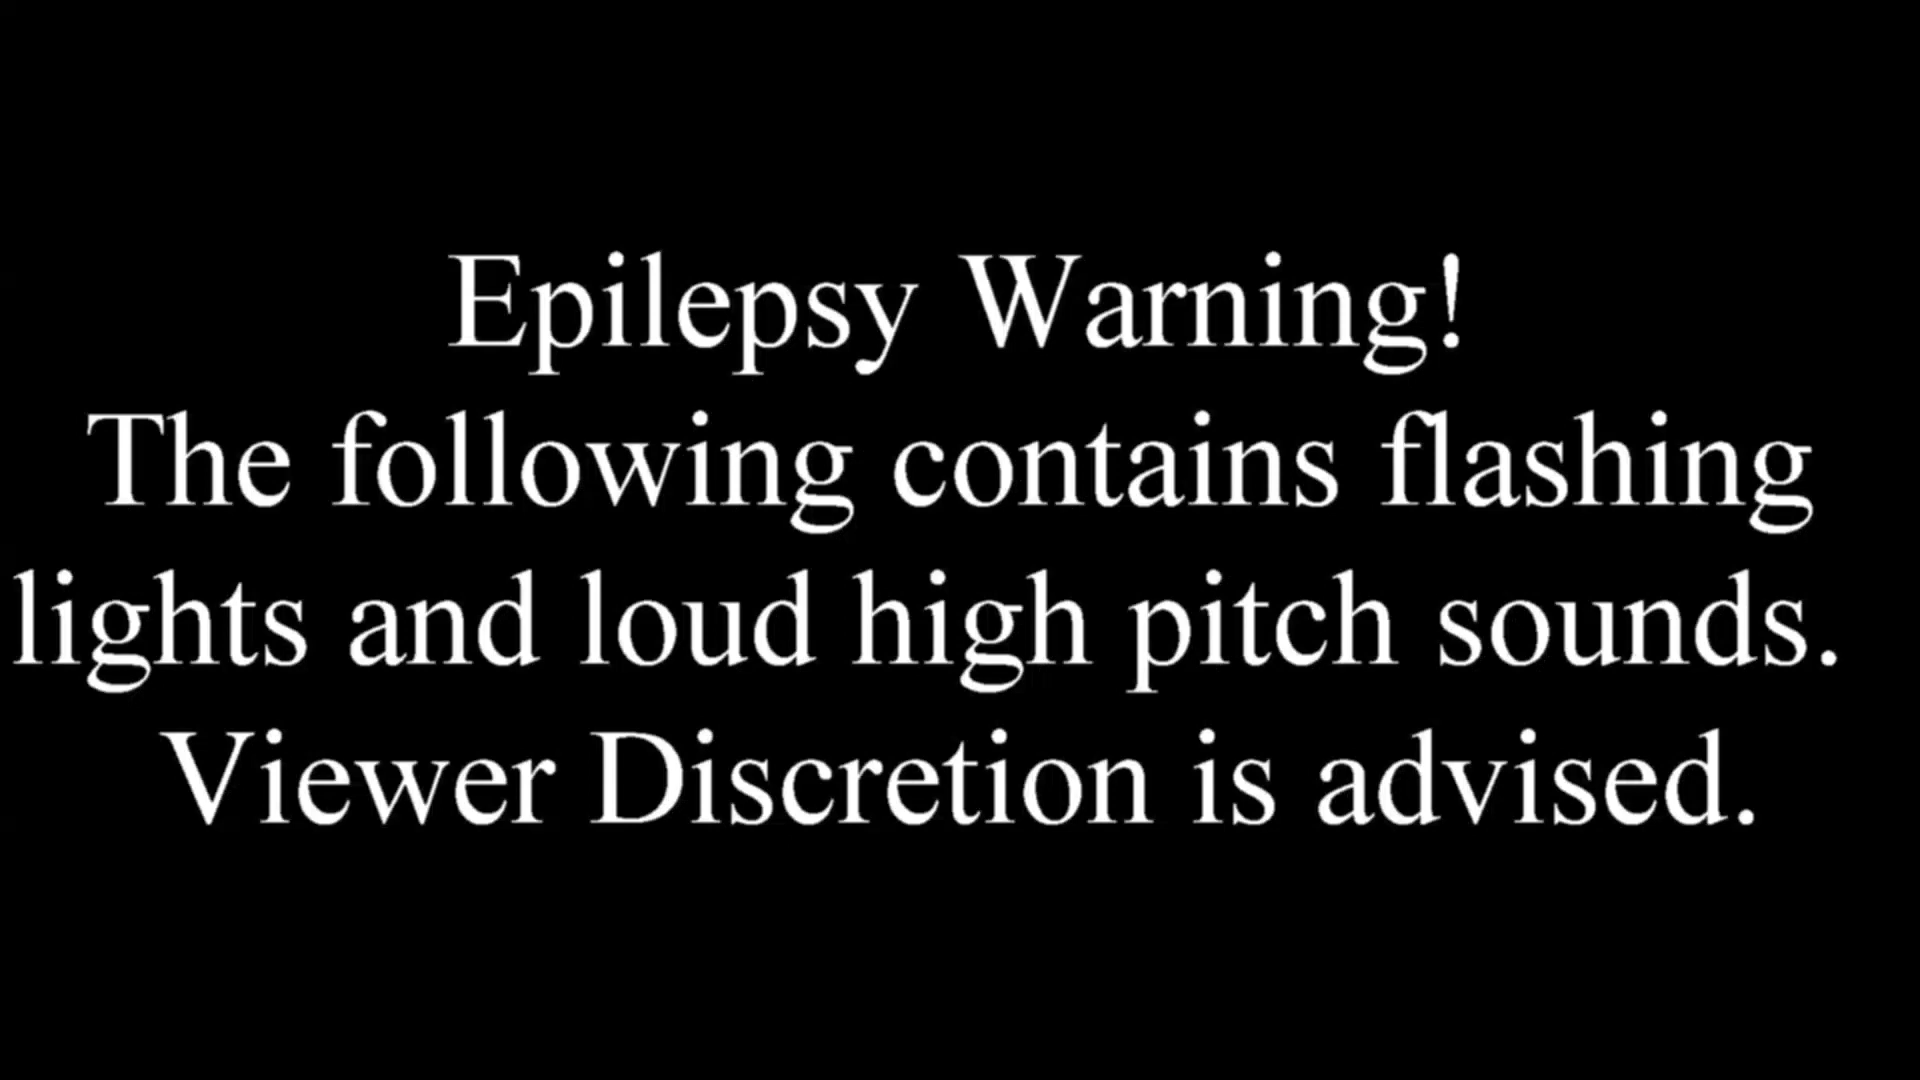 Epilepsy Warning!
The following contains flashing
lights and loud high pitch sounds.
Viewer Discretion is advised.